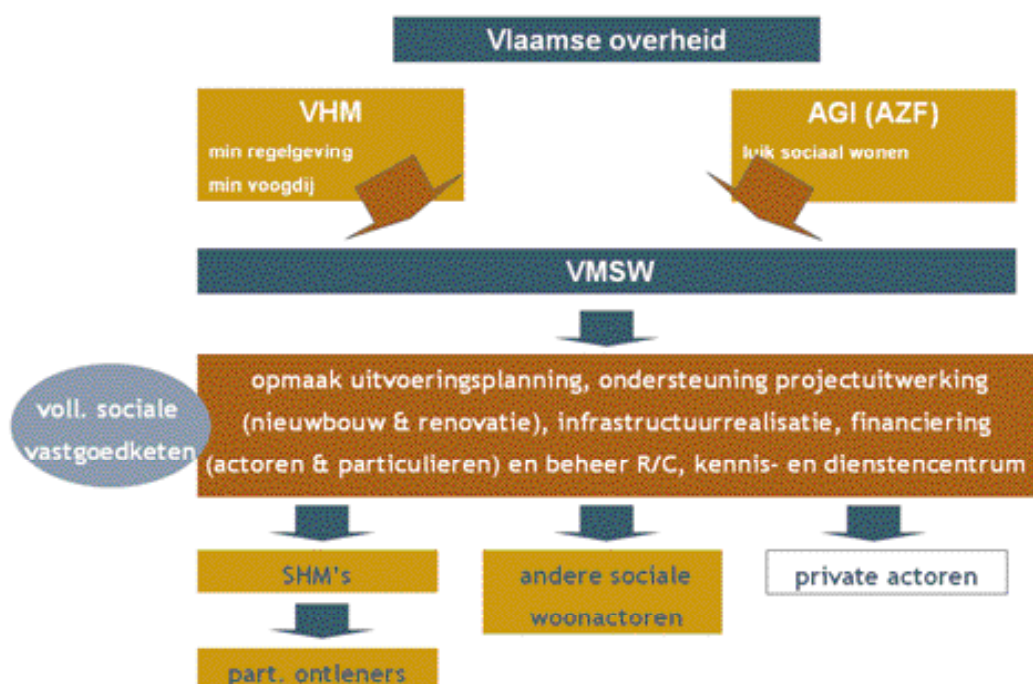 Vlaamse overheid
VHM
min regelgeving
min voogdij
AGI (AZF)
luik sociaal wonen
VMSW
voll. sociale
vastgoedketen
opmaak uitvoeringsplanning, ondersteuning projectuitwerking
(nieuwbouw & renovatie), infrastructuurrealisatie, financiering
(actoren & particulieren) en beheer R/C, kennis- en dienstencentrum
SHM's
andere sociale
woonactoren
private actoren
part. ontleners